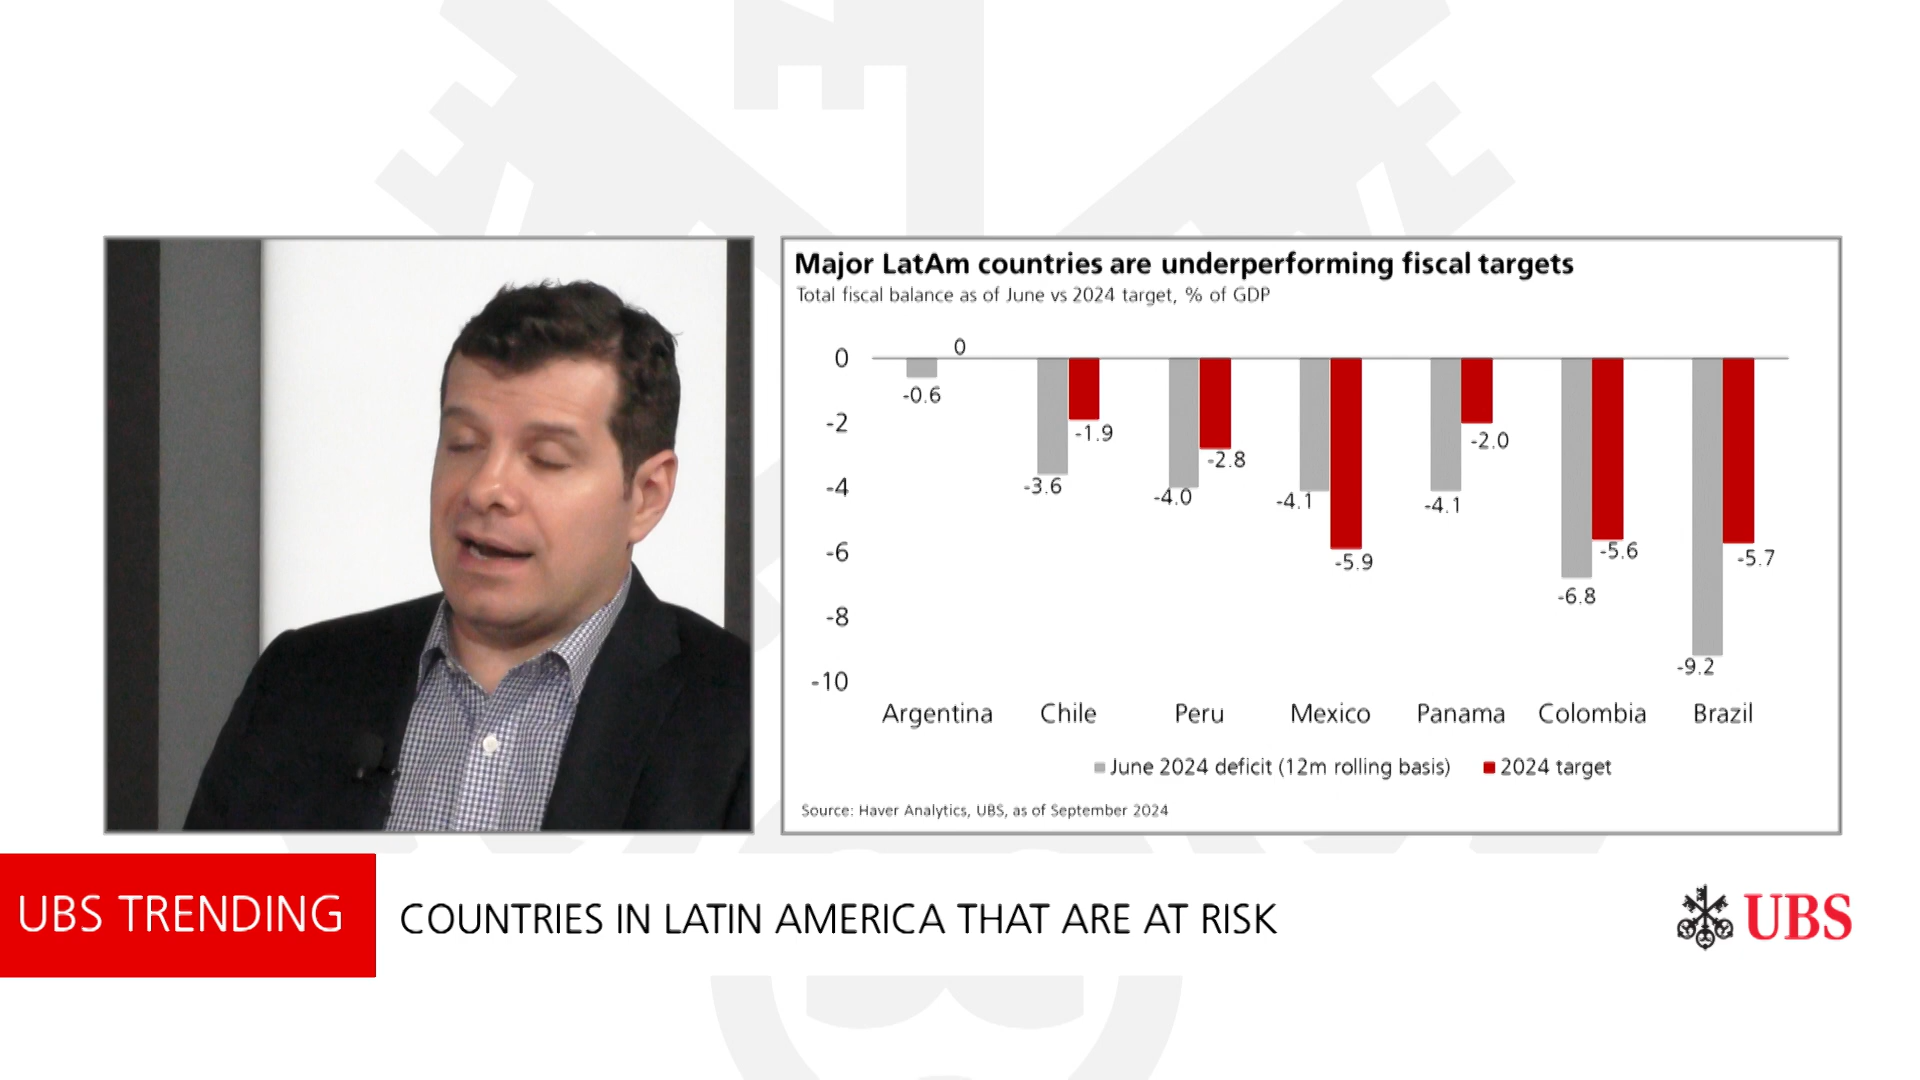 Major LatAm countries are underperforming fiscal targets
Total fiscal balance as of June vs 2024 target, % of GDP
0
-2
-4
-6
-8
-10
-0.6
0
-3.6
-1.9
-4.0
-2.8
-4.1
-5.9
-4.1
-2.0
-6.8
-5.6
-9.2
-5.7
Argentina Chile Peru Mexico Panama Colombia Brazil
June 2024 deficit (12m rolling basis) 2024 target
Source: Haver Analytics, UBS, as of September 2024
UBS TRENDING
COUNTRIES IN LATIN AMERICA THAT ARE AT RISK
UBS